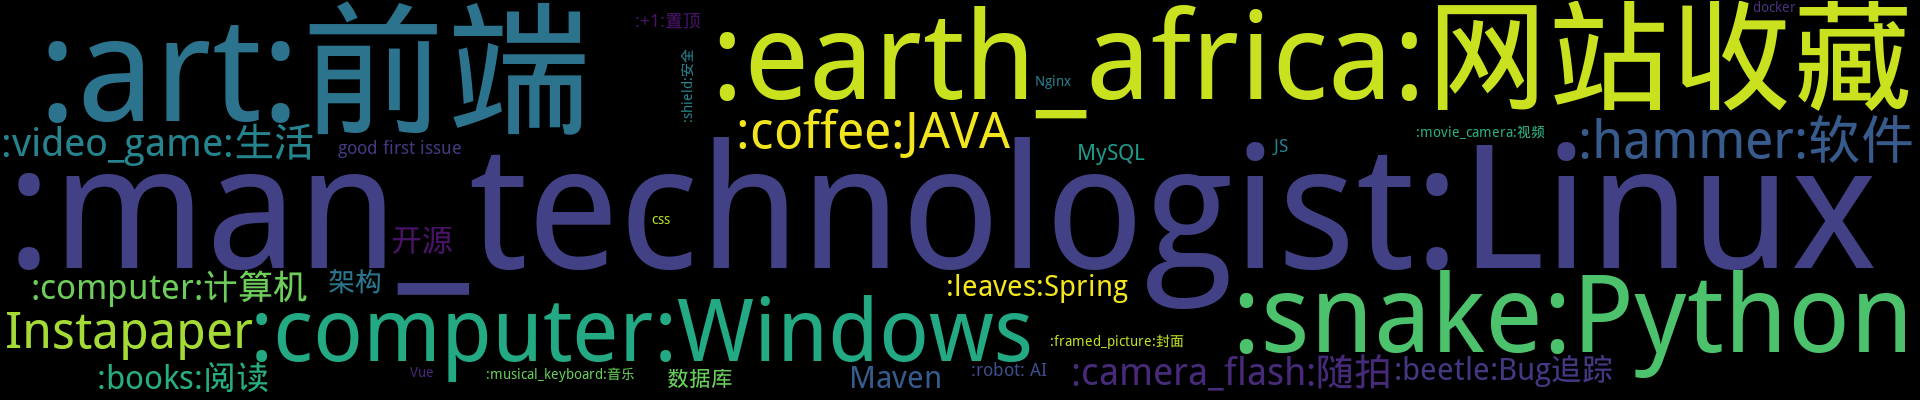 :art:前端
:+1:置顶
:shield:安全
:earth_africa:网站收藏
docker
Nginx
:video_game:生活
good first issue
:coffee:JAVA
MySQL
JS
:movie_camera:视频
:hammer:软件
:man_technologist:Linux
css
开源
:computer:计算机
架构
:leaves:Spring
:snake:Python
Instapaper
:computer:Windows
:framed_picture:封面
:books:阅读
Vue
:musical_keyboard:音乐
数据库
Maven
:robot: AI
:camera_flash:随拍
:beetle:Bug追踪